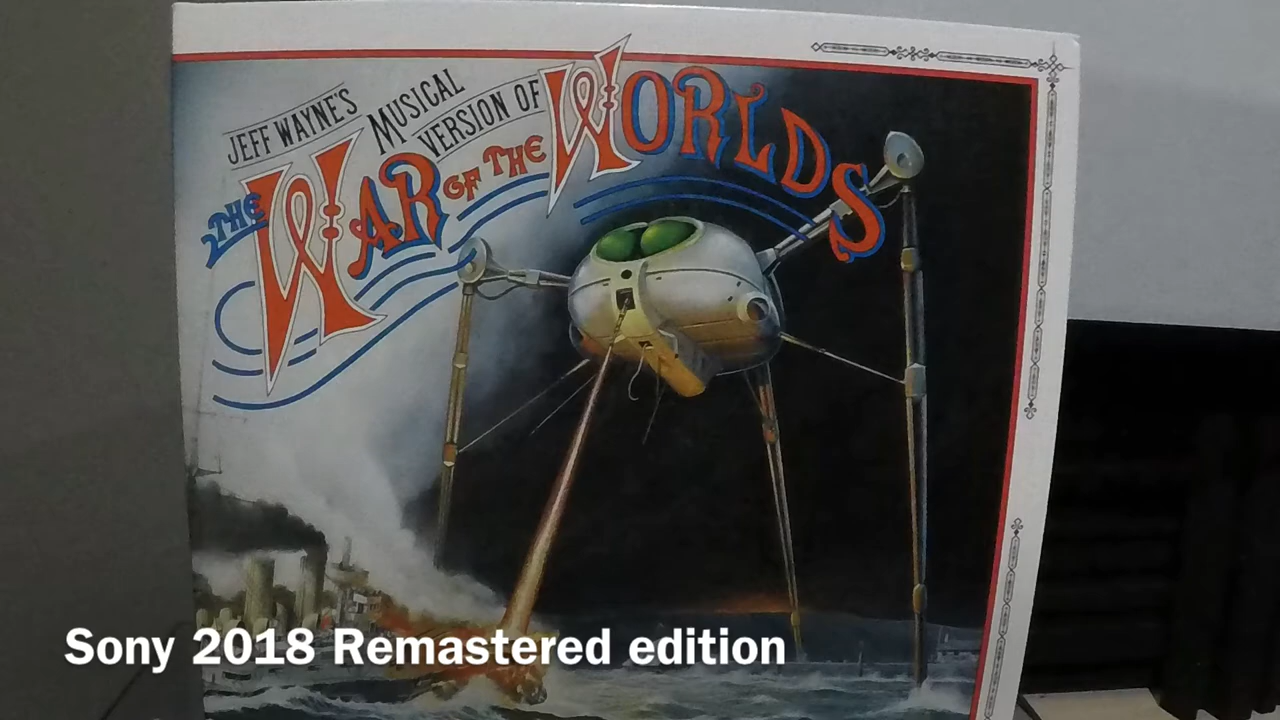 JEFF WAYNE'S
MUSICAL
VERSION OF
THE WAR OF THE WORLDS
Sony 2018 Remastered edition